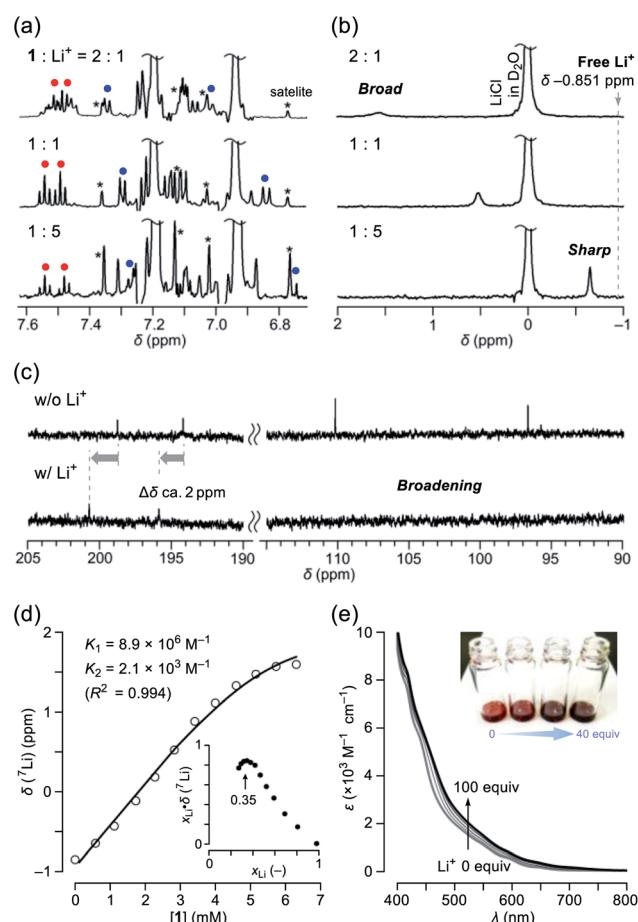 (a)
1 : Li⁺ = 2 : 1
satelite
*
*
*
*
1 : 1
*
*
*
*
1 : 5
*
*
*
*
7.6 7.4 7.2 7.0 6.8
δ (ppm)
(b)
2 : 1
Broad
LiCl
in D₂O
Free Li⁺
δ –0.851 ppm
1 : 1
1 : 5
Sharp
2 1 0 –1
δ (ppm)
(c)
w/o Li⁺
w/ Li⁺
Δδ ca. 2 ppm
Broadening
205 200 195 190 110 105 100 95 90
δ (ppm)
(d)
K₁ = 8.9 × 10⁶ M⁻¹
K₂ = 2.1 × 10³ M⁻¹
(R² = 0.994)
δ (⁷Li) (ppm)
2
1
0
–1
0 1 2 3 4 5 6 7
[1] (mM)
xLi•δ (⁷Li)
1
0
0.35
0 1
xLi (–)
(e)
ε (×10³ M⁻¹ cm⁻¹)
10
8
6
4
2
0
0 40 equiv
100 equiv
Li⁺ 0 equiv
400 500 600 700 800
λ (nm)